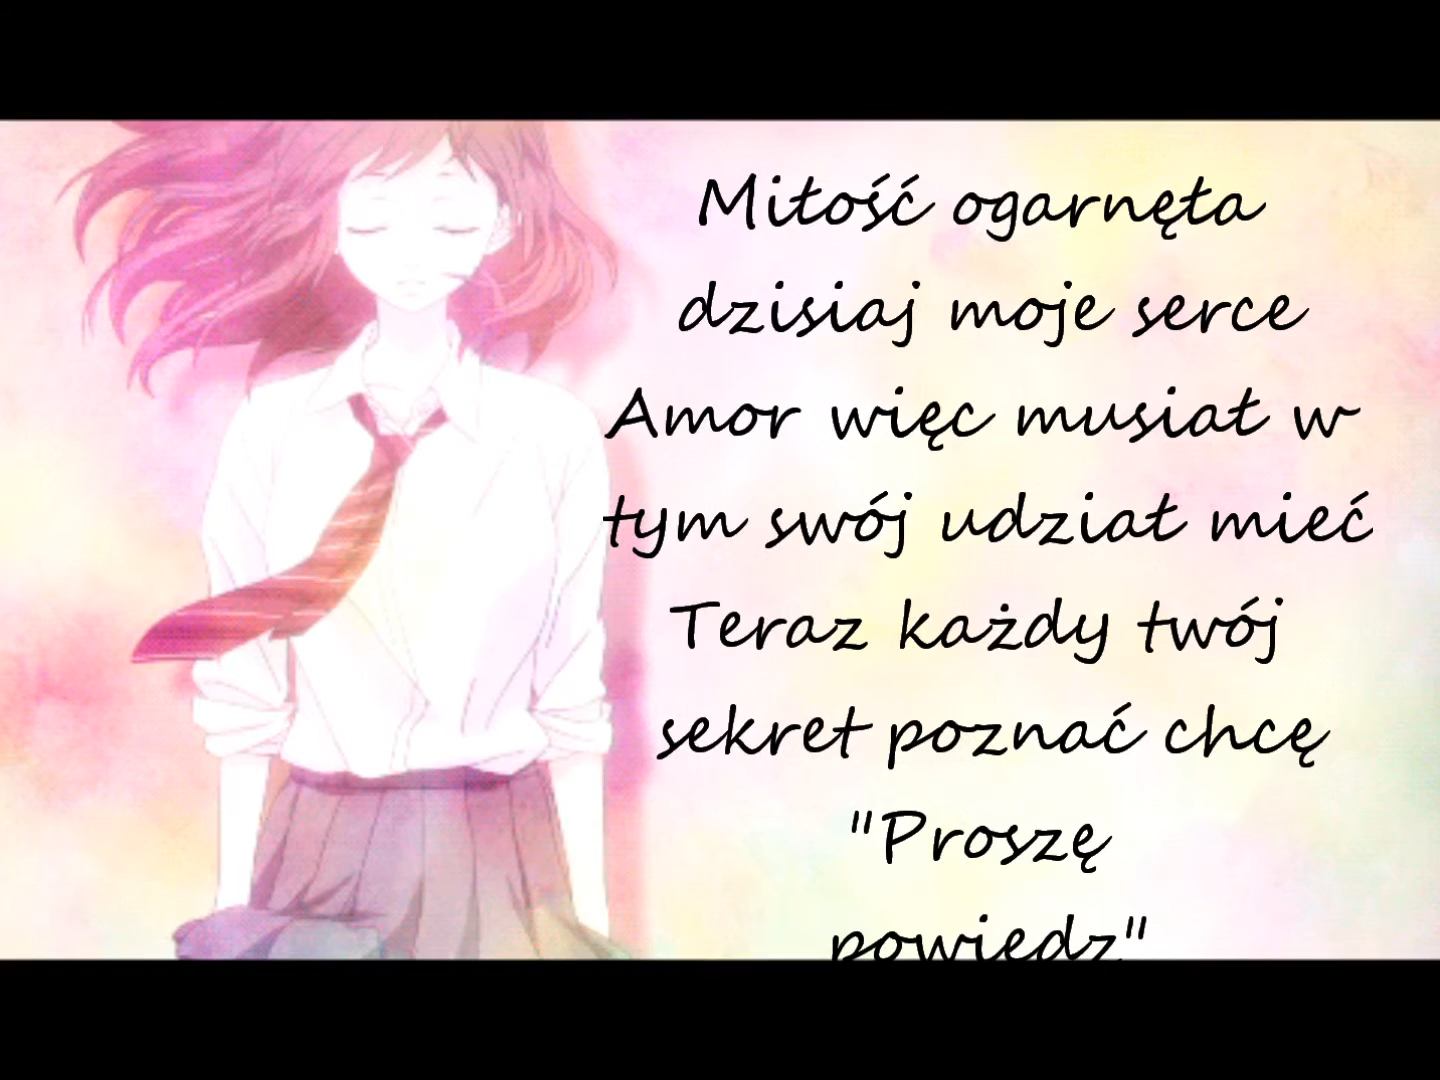 Miłość ogarnęła
dzisiaj moje serce
Amor więc musiał w
tym swój udział mieć
Teraz każdy twój
sekret poznać chcę
"Proszę
powiedz"